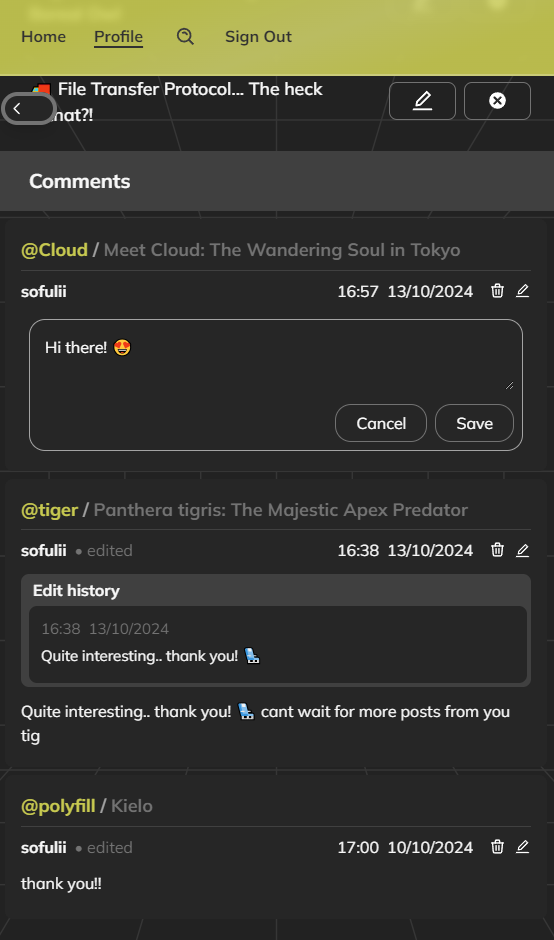 Home Profile Sign Out
File Transfer Protocol... The heck
hat?!
Comments
@Cloud / Meet Cloud: The Wandering Soul in Tokyo
sofulii 16:57 13/10/2024
Hi there! 😍
Cancel Save
@tiger / Panthera tigris: The Majestic Apex Predator
sofulii • edited 16:38 13/10/2024
Edit history
16:38 13/10/2024
Quite interesting.. thank you!
Quite interesting.. thank you! cant wait for more posts from you
tig
@polyfill / Kielo
sofulii • edited 17:00 10/10/2024
thank you!!